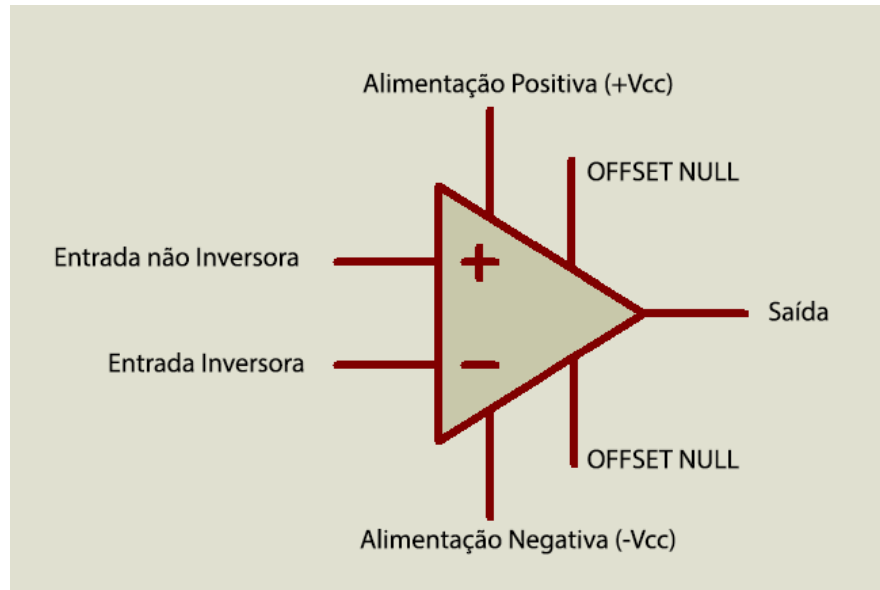 Alimentação Positiva (+Vcc)
OFFSET NULL
Entrada não Inversora
+
Saída
Entrada Inversora
−
OFFSET NULL
Alimentação Negativa (-Vcc)